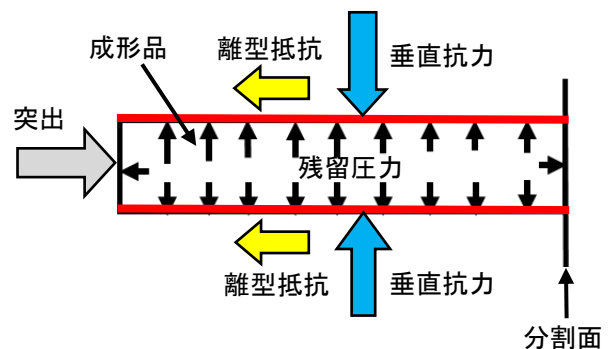 成形品
離型抵抗
垂直抗力
突出
残留圧力
離型抵抗
垂直抗力
分割面